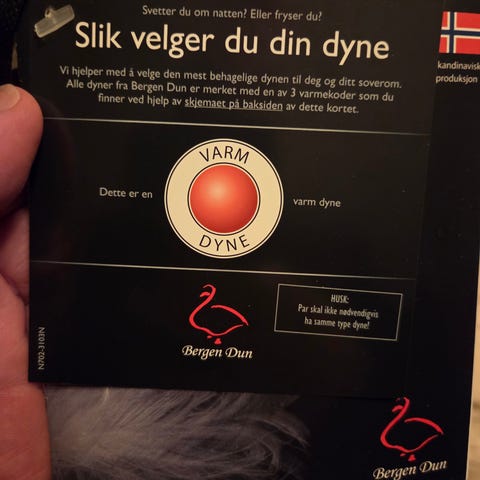 Svetter du om natten? Eller fryser du?
Slik velger du din dyne
Vi hjelper med å velge den mest behagelige dynen til deg og ditt soverom.
Alle dyner fra Bergen Dun er merket med en av 3 varmekoder som du
finner ved hjelp av skjemaet på baksiden av dette kortet.
kandinavisk
produksjon
VARM
Dette er en
varm dyne
DYNE
HUSK:
Par skal ikke nødvendigvis
ha samme type dyne!
Bergen Dun
N702-3103N
Bergen Dun